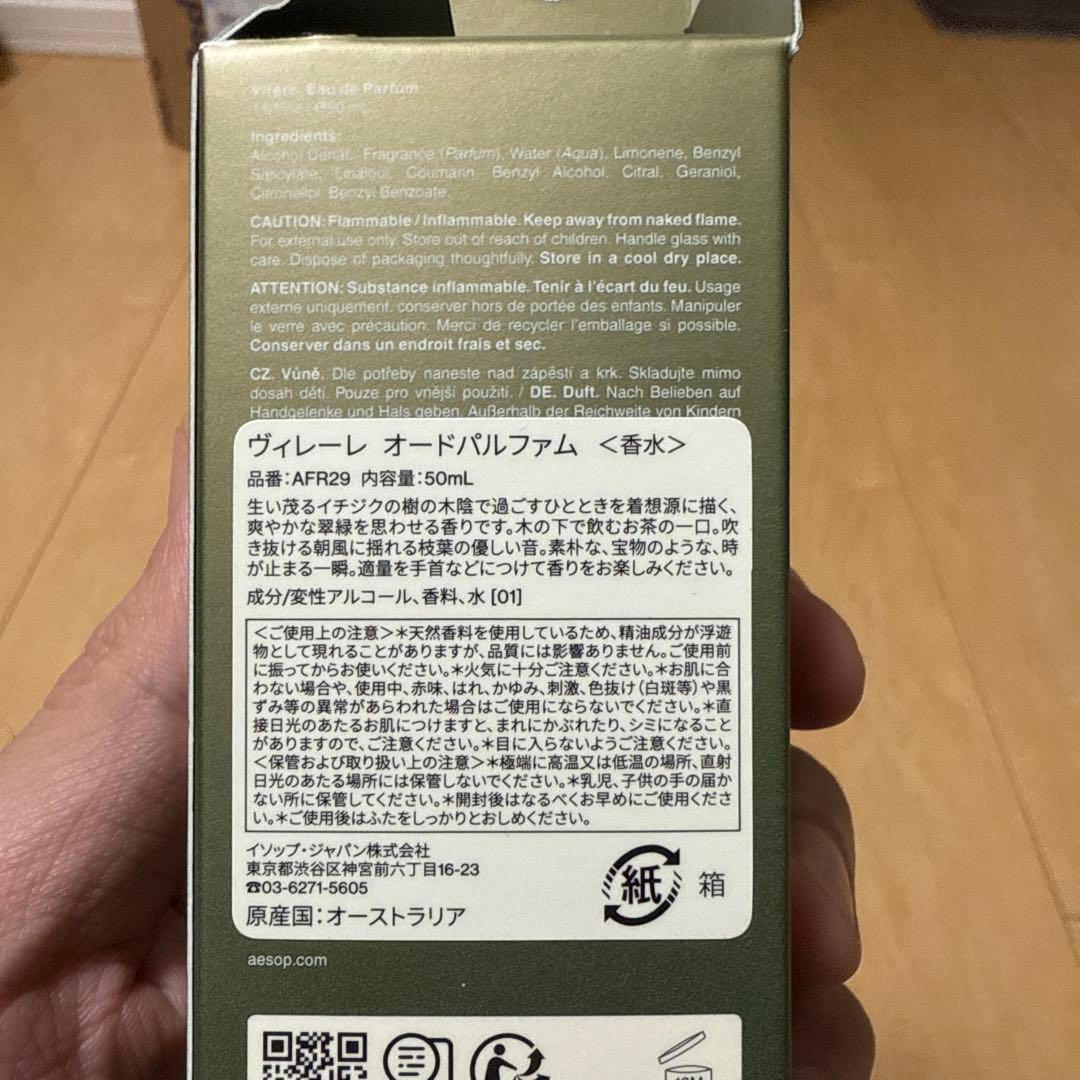 Virēre. Eau de Parfum
Ingredients:
Alcohol Denat., Fragrance (Parfum), Water (Aqua), Limonene, Benzyl
Salicylate, Linalool, Coumarin, Benzyl Alcohol, Citral, Geraniol,
Citronellol, Benzyl Benzoate.
CAUTION: Flammable / Inflammable. Keep away from naked flame.
For external use only. Store out of reach of children. Handle glass with
care. Dispose of packaging thoughtfully. Store in a cool dry place.
ATTENTION: Substance inflammable. Tenir à l'écart du feu. Usage
externe uniquement, conserver hors de portée des enfants. Manipuler
le verre avec précaution. Merci de recycler l'emballage si possible.
Conserver dans un endroit frais et sec.
CZ. Vůně. Dle potřeby naneste nad zápěstí a krk. Skladujte mimo
dosah dětí. Pouze pro vnější použití. / DE. Duft. Nach Belieben auf
Handgelenke und Hals geben. Außerhalb der Reichweite von Kindern
ヴィレーレ オードパルファム ＜香水＞
品番：AFR29 内容量：50mL
生い茂るイチジクの樹の木陰で過ごすひとときを着想源に描く、
爽やかな翠緑を思わせる香りです。木の下で飲むお茶の一口。吹
き抜ける朝風に揺れる枝葉の優しい音。素朴な、宝物のような、時
が止まる一瞬。適量を手首などにつけて香りをお楽しみください。
成分/変性アルコール、香料、水 [01]
＜ご使用上の注意＞＊天然香料を使用しているため、精油成分が浮遊
物として現れることがありますが、品質には影響ありません。ご使用前
に振ってからお使いください。＊火気に十分ご注意ください。＊お肌に合
わない場合や、使用中、赤味、はれ、かゆみ、刺激、色抜け（白斑等）や黒
ずみ等の異常があらわれた場合はご使用にならないでください。＊直
接日光のあたるお肌につけますと、まれにかぶれたり、シミになること
がありますので、ご注意ください。＊目に入らないようご注意ください。
＜保管および取り扱い上の注意＞＊極端に高温又は低温の場所、直射
日光のあたる場所には保管しないでください。＊乳児、子供の手の届か
ない所に保管してください。＊開封後はなるべくお早めにご使用くださ
い。＊ご使用後はふたをしっかりとおしめください。
イソップ・ジャパン株式会社
東京都渋谷区神宮前六丁目16-23
☎03-6271-5605
原産国：オーストラリア
紙 箱
aesop.com